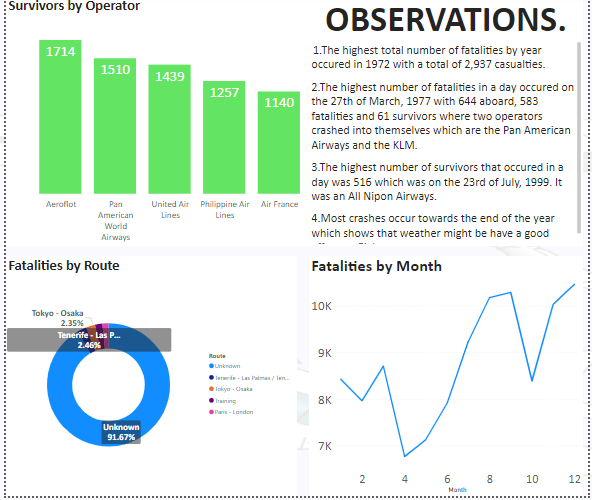 Survivors by Operator
1714
1510
1439
1257
1140
Aeroflot
Pan
American
World
Airways
United Air
Lines
Philippine Air
Lines
Air France
OBSERVATIONS.
1.The highest total number of fatalities by year
occured in 1972 with a total of 2,937 casualties.
2.The highest number of fatalities in a day occured on
the 27th of March, 1977 with 644 aboard, 583
fatalities and 61 survivors where two operators
crashed into themselves which are the Pan American
Airways and the KLM.
3.The highest number of survivors that occured in a
day was 516 which was on the 23rd of July, 1999. It
was an All Nipon Airways.
4.Most crashes occur towards the end of the year
which shows that weather might be have a good
Fatalities by Route
Tokyo - Osaka
2.35%
Tenerife - Las P...
2.46%
Unknown
91.67%
Route
Unknown
Tenerife - Las Palmas / Ten...
Tokyo - Osaka
Training
Paris - London
Fatalities by Month
10K
9K
8K
7K
2
4
6
8
10
12
Month